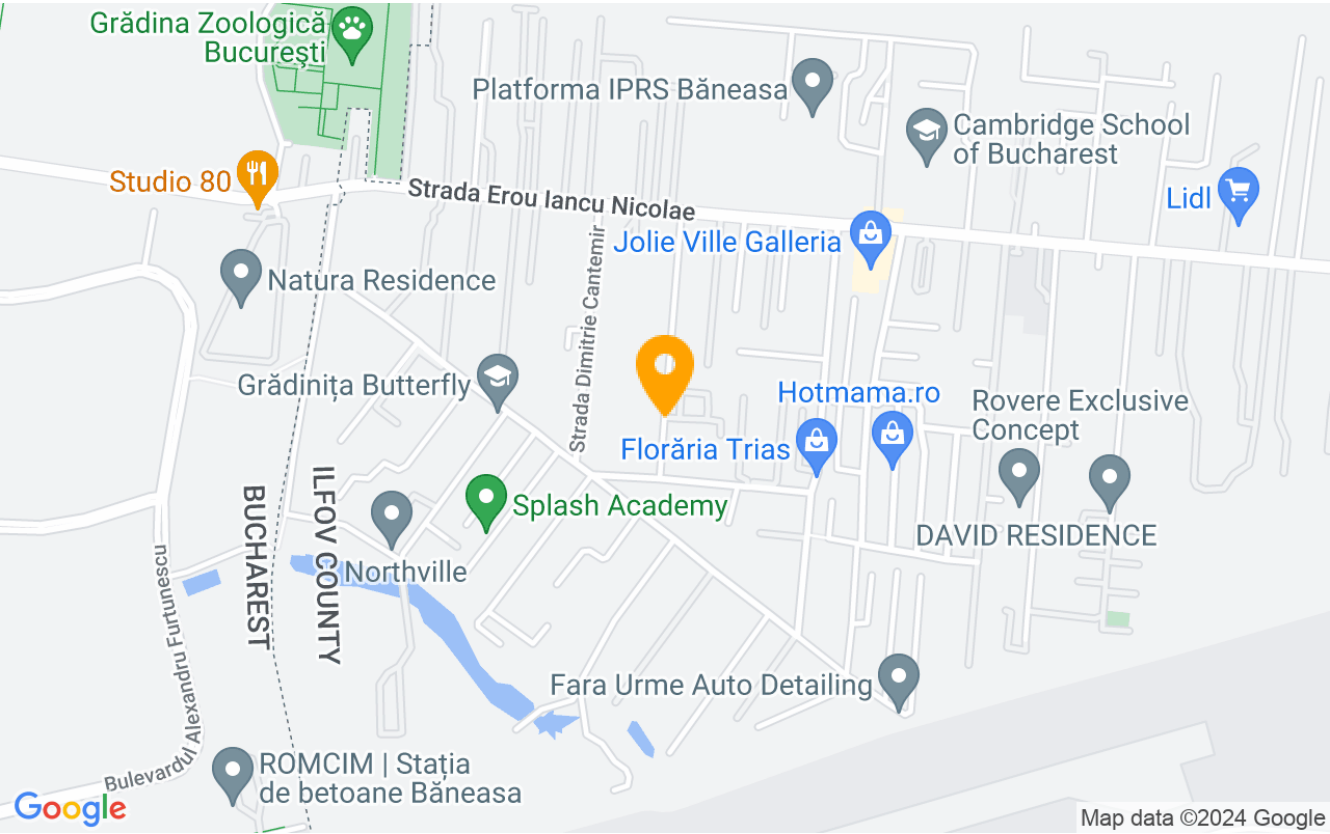 Grădina Zoologică
București
Platforma IPRS Băneasa
Cambridge School
of Bucharest
Studio 80
Strada Erou Iancu Nicolae
Lidl
Jolie Ville Galleria
Natura Residence
Strada Dimitrie Cantemir
Grădinița Butterfly
Hotmama.ro
Rovere Exclusive
Concept
Florăria Trias
Splash Academy
DAVID RESIDENCE
BUCHAREST
ILFOV COUNTY
Northville
Bulevardul Alexandru Furtunescu
Fara Urme Auto Detailing
ROMCIM | Stația
de betoane Băneasa
Google
Map data ©2024 Google